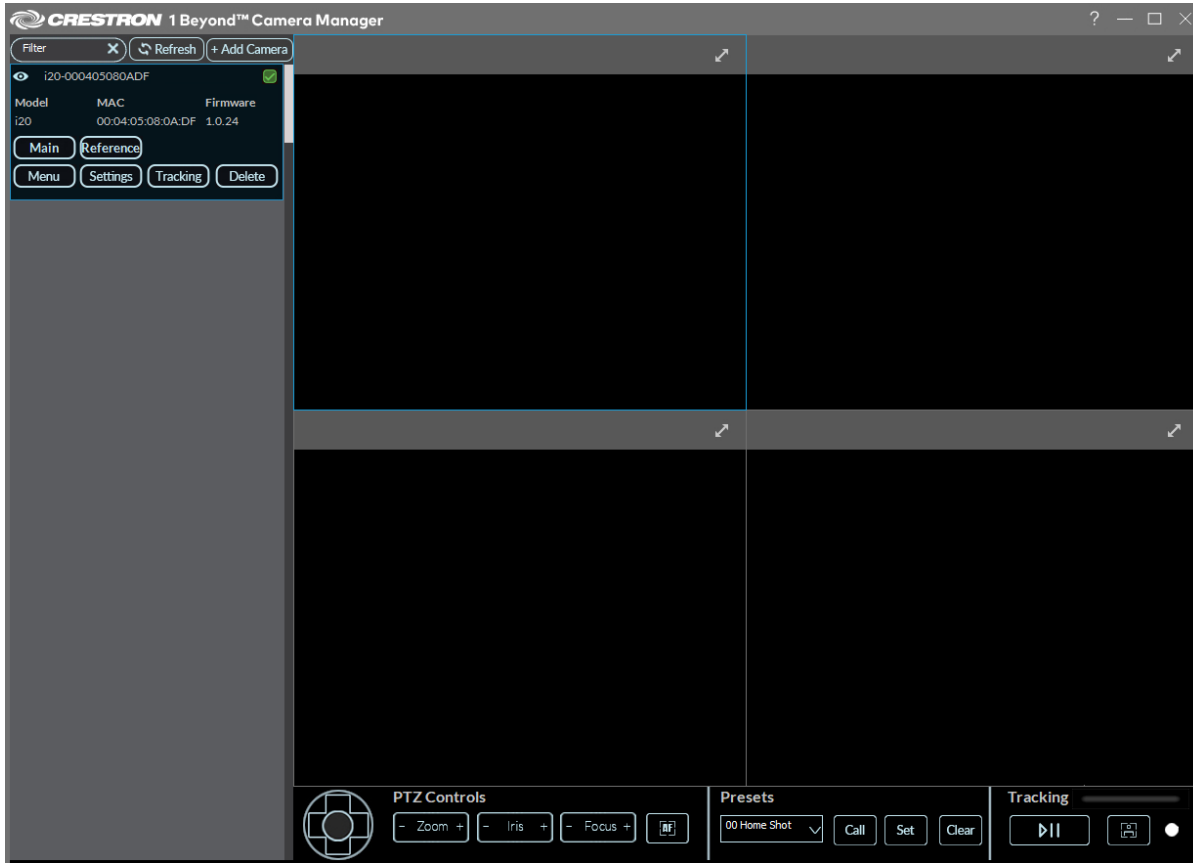 CRESTRON 1 Beyond™ Camera Manager ?
Filter Refresh + Add Camera
i20-000405080ADF
Model MAC Firmware
i20 00:04:05:08:0A:DF 1.0.24
Main Reference
Menu Settings Tracking Delete
PTZ Controls Presets Tracking
- Zoom + - Iris + - Focus + AF 00 Home Shot Call Set Clear